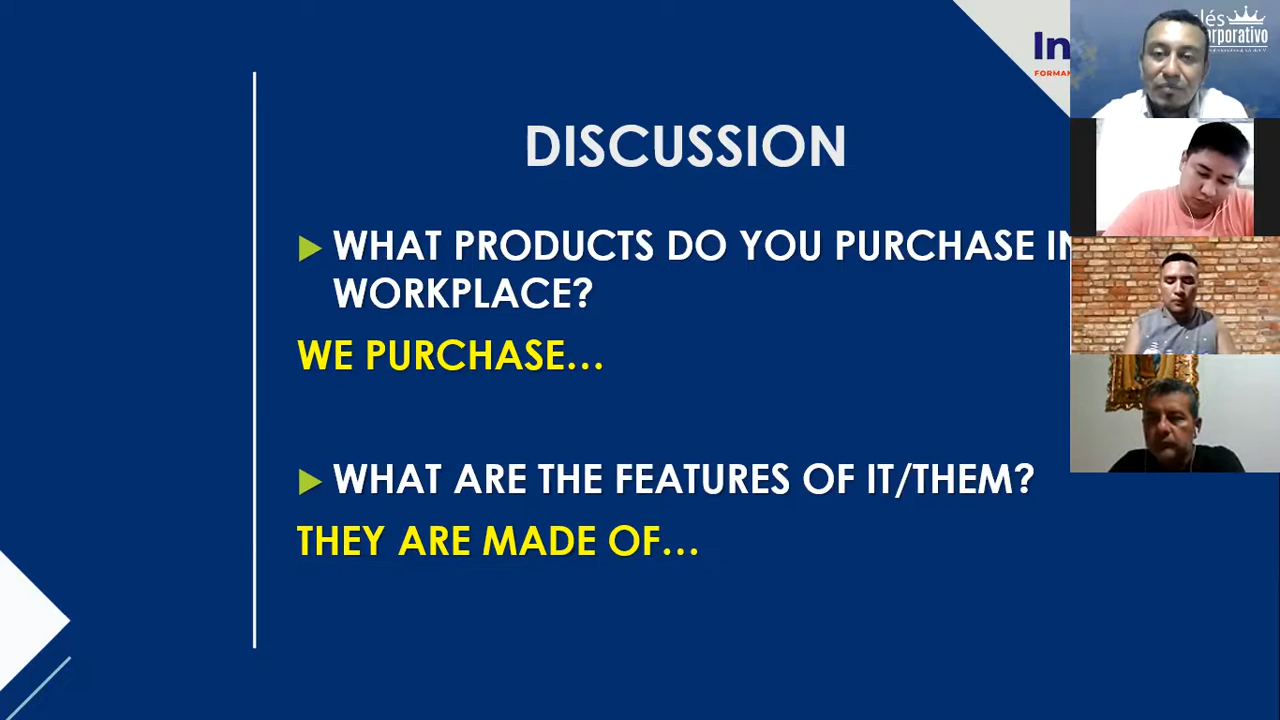 DISCUSSION
WHAT PRODUCTS DO YOU PURCHASE IN
WORKPLACE?
WE PURCHASE…
WHAT ARE THE FEATURES OF IT/THEM?
THEY ARE MADE OF…